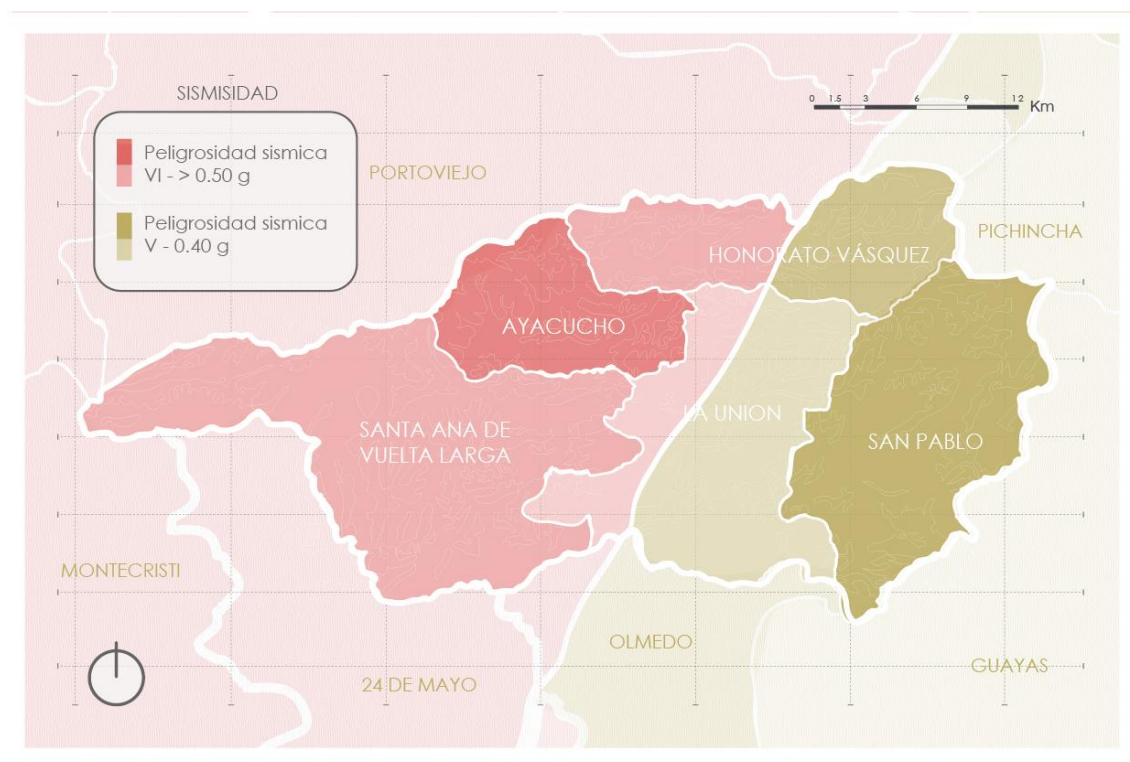 SISMISIDAD
0 1.5 3 6 9 12 Km
Peligrosidad sismica
VI - > 0.50 g
Peligrosidad sismica
V - 0.40 g
PORTOVIEJO
PICHINCHA
HONORATO VÁSQUEZ
AYACUCHO
LA UNION
SANTA ANA DE
VUELTA LARGA
SAN PABLO
MONTECRISTI
OLMEDO
GUAYAS
24 DE MAYO